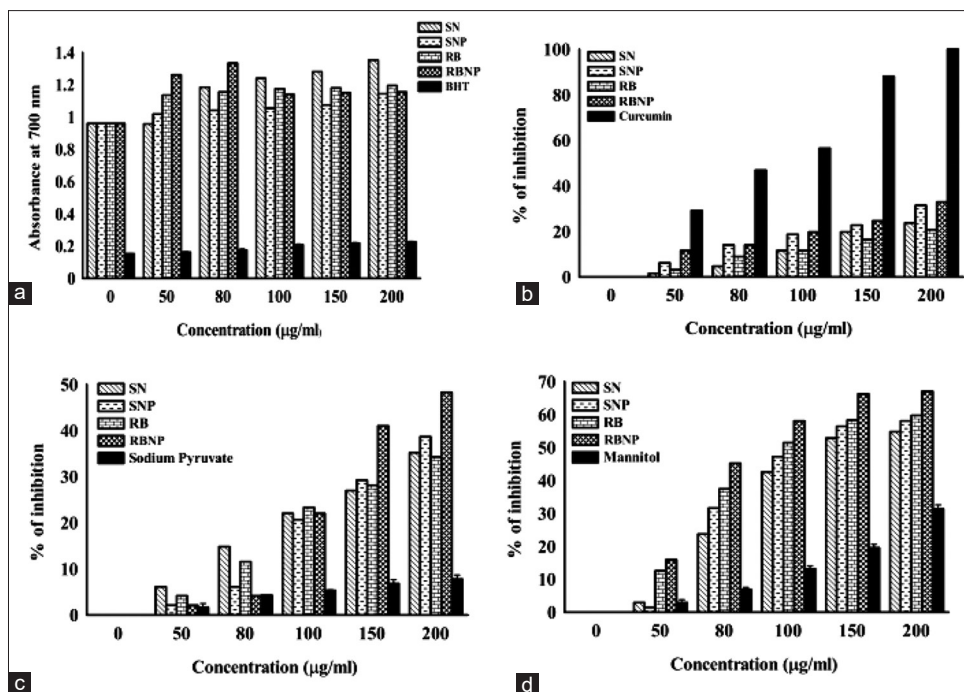 SN
SNP
RB
RBNP
BHT
Absorbance at 700 nm
1.4
1.2
1.0
0.8
0.6
0.4
0.2
0
0 50 80 100 150 200
Concentration (µg/ml)
a
SN
SNP
RB
RBNP
Curcumin
% of inhibition
100
80
60
40
20
0
0 50 80 100 150 200
Concentration (µg/ml)
b
SN
SNP
RB
RBNP
Sodium Pyruvate
% of inhibition
50
40
30
20
10
0
0 50 80 100 150 200
Concentration (µg/ml)
c
SN
SNP
RB
RBNP
Mannitol
% of inhibition
70
60
50
40
30
20
10
0
0 50 80 100 150 200
Concentration (µg/ml)
d